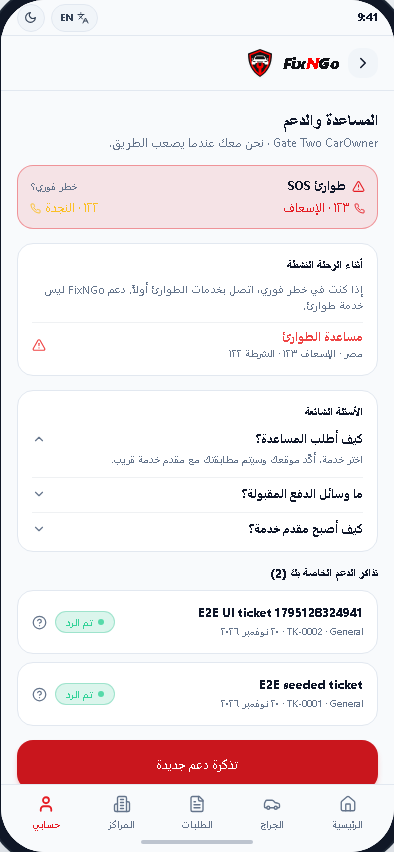 9:41
EN
FixNGo
المساعدة والدعم
Gate Two CarOwner · نحن معك عندما يصعب الطريق.
طوارئ SOS
خطر فوري؟
١٢٣ · الإسعاف
١٢٢ · النجدة
أثناء الرحلة النشطة
إذا كنت في خطر فوري، اتصل بخدمات الطوارئ أولاً. دعم FixNGo ليس
خدمة طوارئ.
مساعدة الطوارئ
مصر · الإسعاف ١٢٣ · الشرطة ١٢٢
الأسئلة الشائعة
كيف أطلب المساعدة؟
اختر خدمة، أكّد موقعك وسيتم مطابقتك مع مقدم خدمة قريب.
ما وسائل الدفع المقبولة؟
كيف أصبح مقدم خدمة؟
تذاكر الدعم الخاصة بك (2)
E2E UI ticket 1795128324941
تم الرد
General · TK-0002 · ٢٠ نوفمبر ٢٠٢٦
E2E seeded ticket
تم الرد
General · TK-0001 · ٢٠ نوفمبر ٢٠٢٦
تذكرة دعم جديدة
الرئيسية
الجراج
الطلبات
المراكز
حسابي